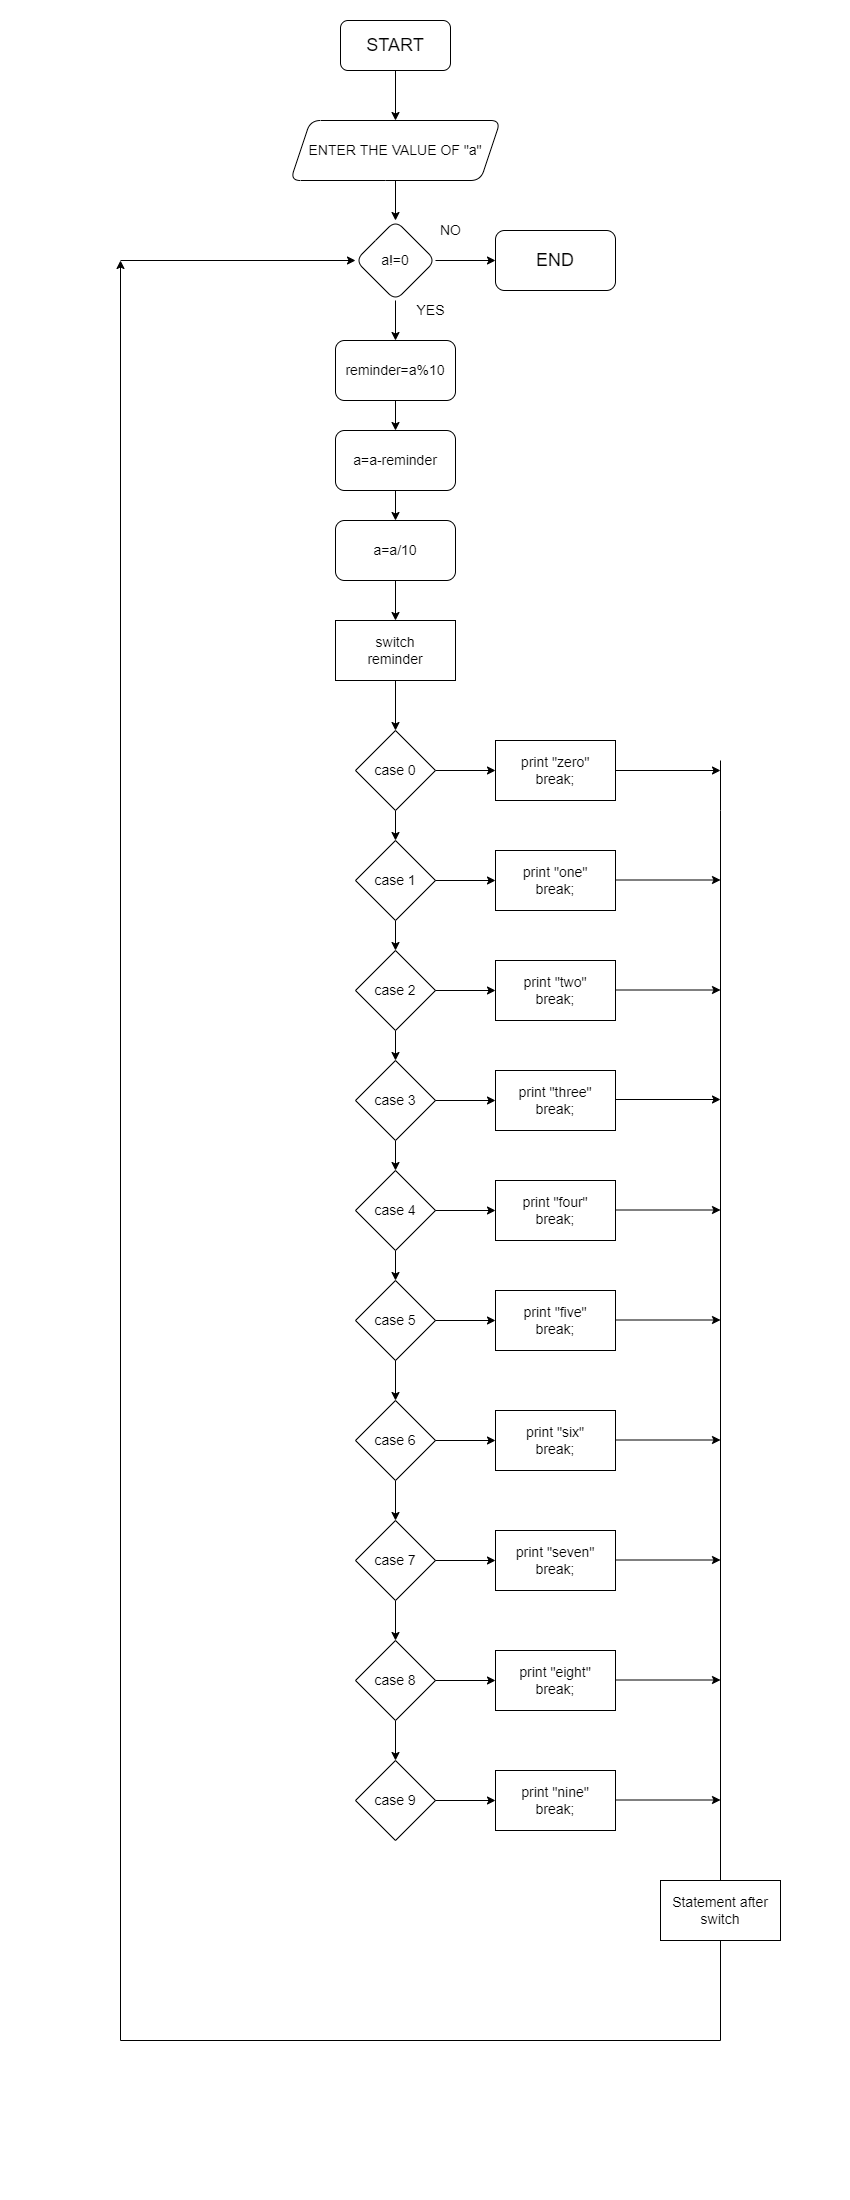 START
ENTER THE VALUE OF "a"
a!=0
NO
END
YES
reminder=a%10
a=a-reminder
a=a/10
switch
reminder
case 0
print "zero"
break;
case 1
print "one"
break;
case 2
print "two"
break;
case 3
print "three"
break;
case 4
print "four"
break;
case 5
print "five"
break;
case 6
print "six"
break;
case 7
print "seven"
break;
case 8
print "eight"
break;
case 9
print "nine"
break;
Statement after
switch